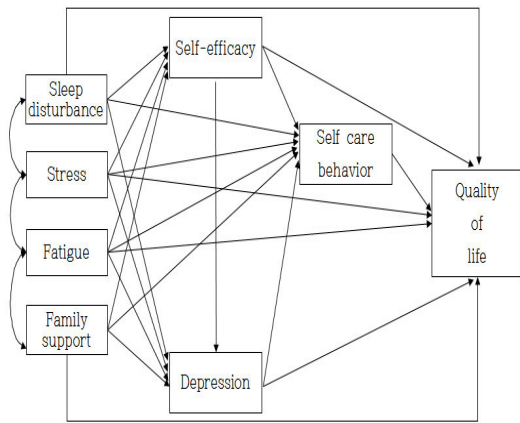 Self-efficacy
Sleep
disturbance
Self care
behavior
Stress
Quality
of
life
Fatigue
Family
support
Depression